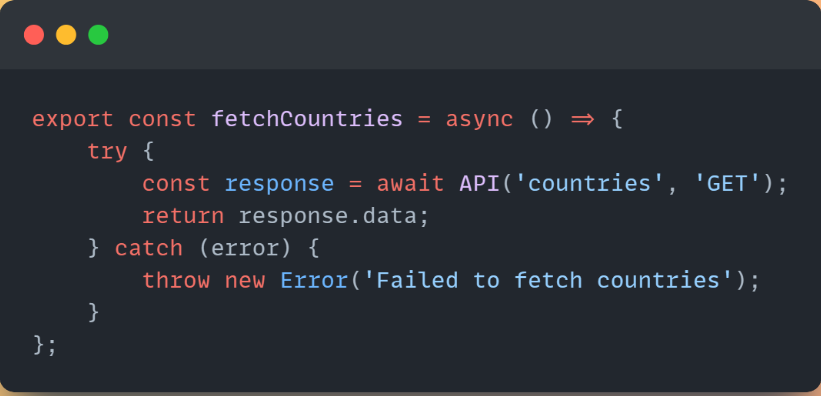 export const fetchCountries = async () => {
    try {
        const response = await API('countries', 'GET');
        return response.data;
    } catch (error) {
        throw new Error('Failed to fetch countries');
    }
};